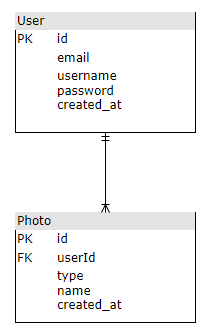 User
PK id
email
username
password
created_at
Photo
PK id
FK userId
type
name
created_at